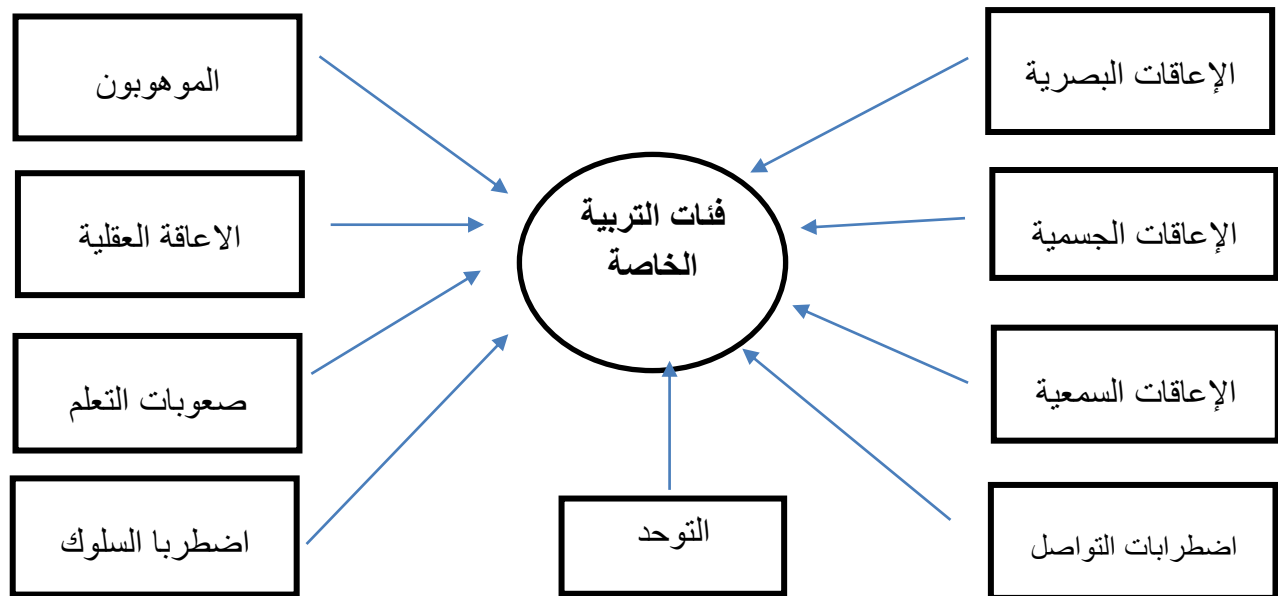 الموهوبون
الإعاقات البصرية
فئات التربية
الخاصة
الاعاقة العقلية
الإعاقات الجسمية
صعوبات التعلم
الإعاقات السمعية
اضطربا السلوك
التوحد
اضطرابات التواصل